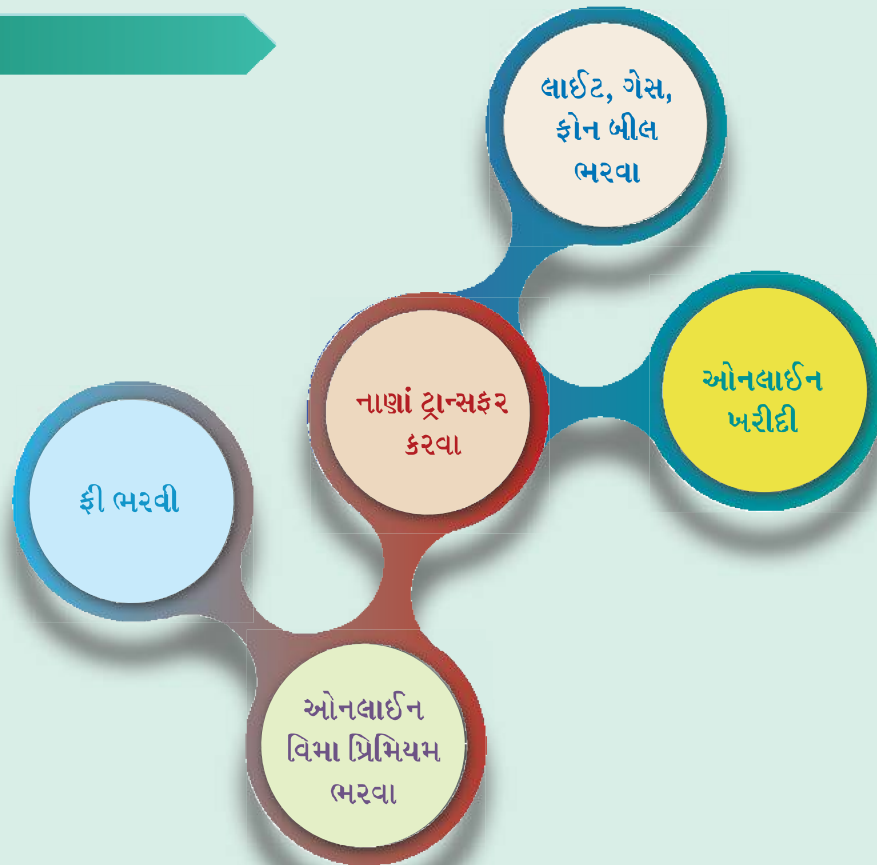 લાઈટ, ગેસ,
ફોન બીલ
ભરવા
ઓનલાઈન
ખરીદી
નાણાં ટ્રાન્સફર
કરવા
ફી ભરવી
ઓનલાઈન
વિમા પ્રિમિયમ
ભરવા